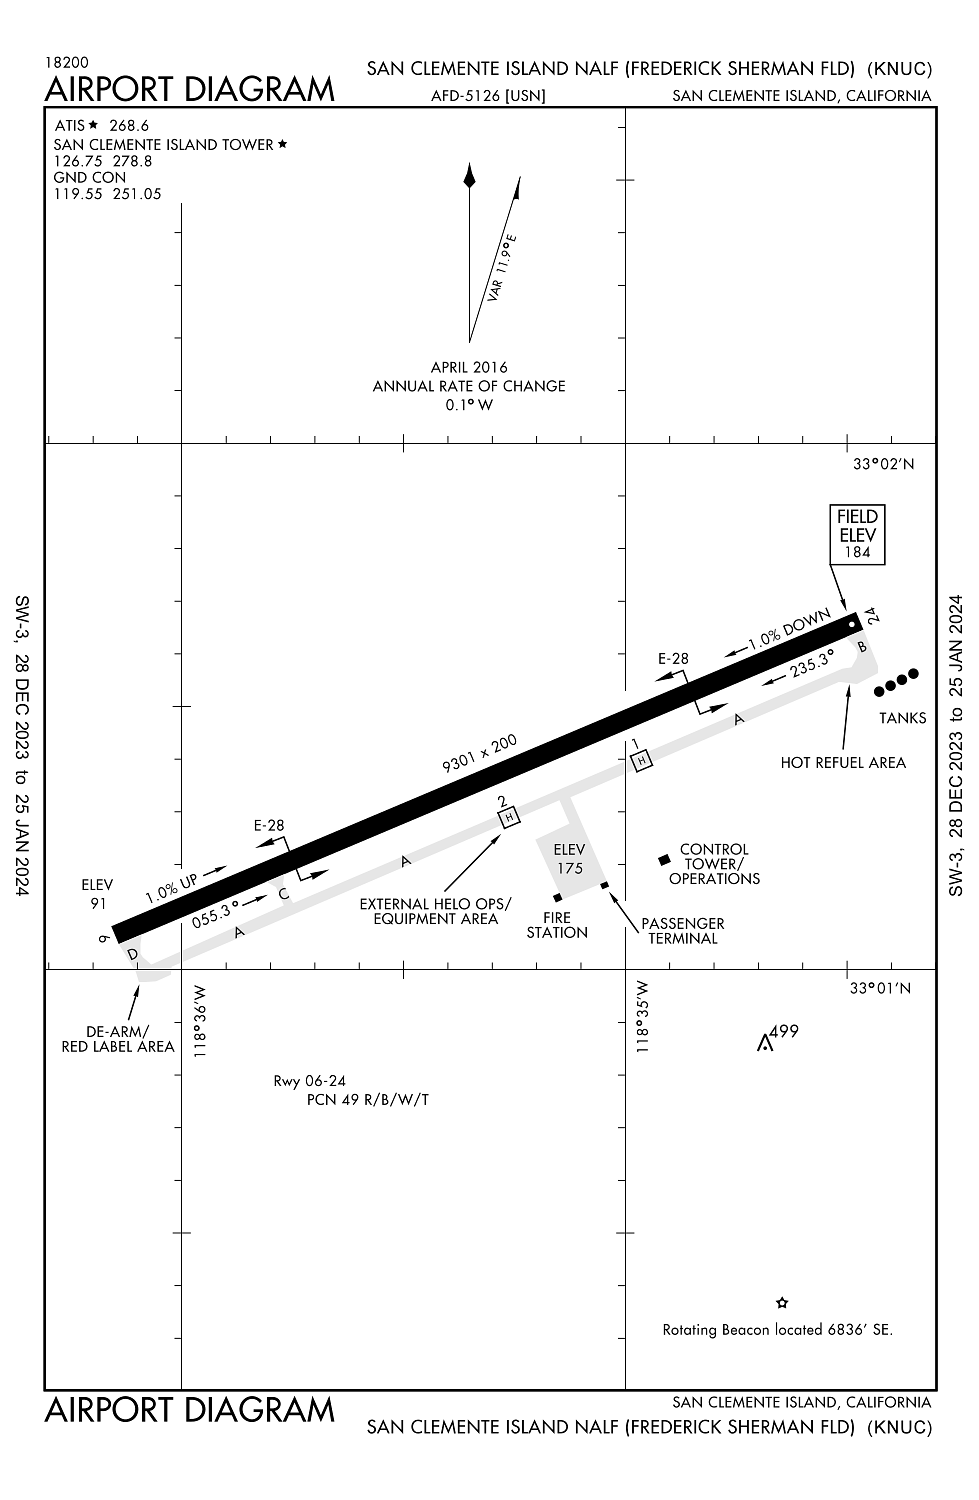 18200
AIRPORT DIAGRAM
AFD-5126 [USN]
SAN CLEMENTE ISLAND NALF (FREDERICK SHERMAN FLD) (KNUC)
SAN CLEMENTE ISLAND, CALIFORNIA
ATIS ★ 268.6
SAN CLEMENTE ISLAND TOWER ★
126.75 278.8
GND CON
119.55 251.05
VAR 11.9° E
APRIL 2016
ANNUAL RATE OF CHANGE
0.1° W
33°02'N
FIELD
ELEV
184
24
1.0% DOWN
235.3°
B
E-28
A
TANKS
HOT REFUEL AREA
9301 x 200
1
H
2
H
ELEV
175
E-28
A
CONTROL
TOWER/
OPERATIONS
ELEV
91
1.0% UP
055.3°
C
A
EXTERNAL HELO OPS/
EQUIPMENT AREA
FIRE
STATION
PASSENGER
TERMINAL
6
D
DE-ARM/
RED LABEL AREA
118°36'W
118°35'W
33°01'N
499
Rwy 06-24
PCN 49 R/B/W/T
Rotating Beacon located 6836' SE.
SW-3, 28 DEC 2023 to 25 JAN 2024
SW-3, 28 DEC 2023 to 25 JAN 2024
AIRPORT DIAGRAM
SAN CLEMENTE ISLAND, CALIFORNIA
SAN CLEMENTE ISLAND NALF (FREDERICK SHERMAN FLD) (KNUC)